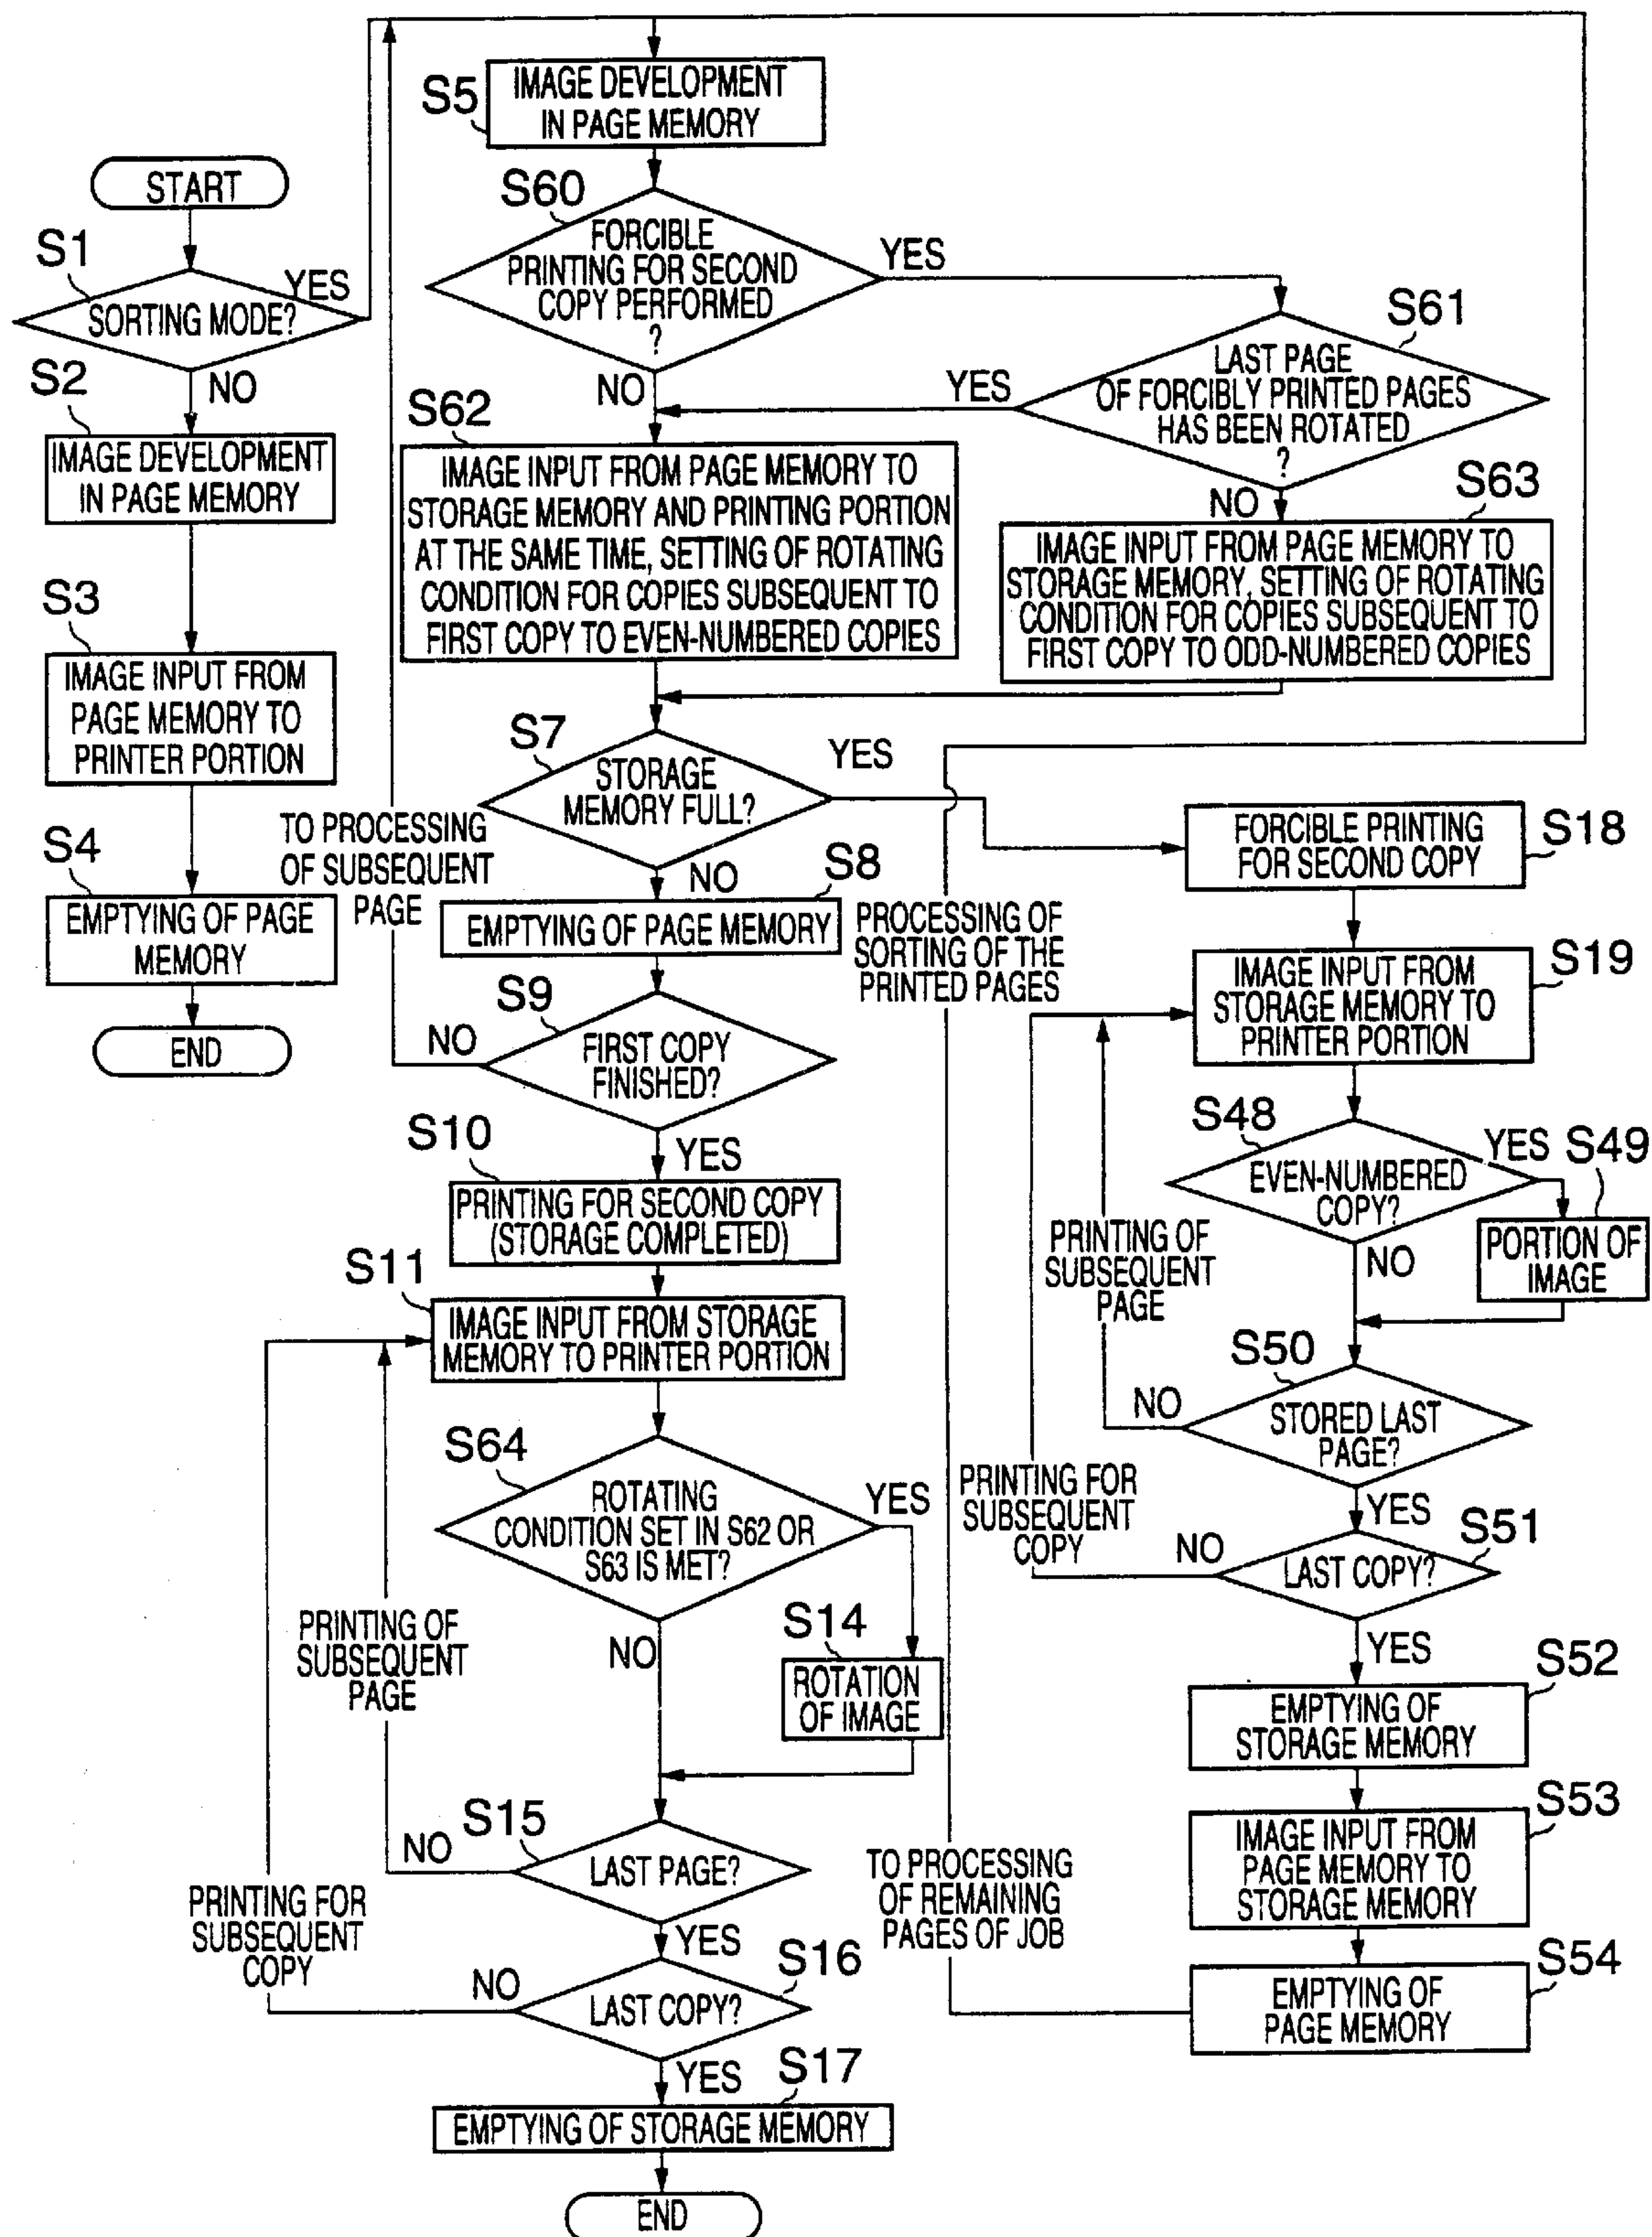 START
S1
SORTING MODE?
YES
NO
S2
IMAGE DEVELOPMENT
IN PAGE MEMORY
S3
IMAGE INPUT FROM
PAGE MEMORY TO
PRINTER PORTION
S4
EMPTYING OF PAGE
MEMORY
END
S5
IMAGE DEVELOPMENT
IN PAGE MEMORY
S60
FORCIBLE
PRINTING FOR SECOND
COPY PERFORMED
?
YES
NO
S61
LAST PAGE
OF FORCIBLY PRINTED PAGES
HAS BEEN ROTATED
?
YES
NO
S62
IMAGE INPUT FROM PAGE MEMORY TO
STORAGE MEMORY AND PRINTING PORTION
AT THE SAME TIME, SETTING OF ROTATING
CONDITION FOR COPIES SUBSEQUENT TO
FIRST COPY TO EVEN-NUMBERED COPIES
S63
IMAGE INPUT FROM PAGE MEMORY TO
STORAGE MEMORY, SETTING OF ROTATING
CONDITION FOR COPIES SUBSEQUENT TO
FIRST COPY TO ODD-NUMBERED COPIES
S7
STORAGE
MEMORY FULL?
YES
NO
TO PROCESSING
OF SUBSEQUENT
PAGE
S8
EMPTYING OF PAGE MEMORY
PROCESSING OF
SORTING OF THE
PRINTED PAGES
S9
FIRST COPY
FINISHED?
NO
YES
S10
PRINTING FOR SECOND COPY
(STORAGE COMPLETED)
S11
IMAGE INPUT FROM STORAGE
MEMORY TO PRINTER PORTION
S64
ROTATING
CONDITION SET IN S62 OR
S63 IS MET?
YES
NO
S14
ROTATION
OF IMAGE
PRINTING OF
SUBSEQUENT
PAGE
S15
LAST PAGE?
NO
YES
PRINTING FOR
SUBSEQUENT
COPY
S16
LAST COPY?
NO
YES
S17
EMPTYING OF STORAGE MEMORY
END
S18
FORCIBLE PRINTING
FOR SECOND COPY
S19
IMAGE INPUT FROM
STORAGE MEMORY TO
PRINTER PORTION
S48
EVEN-NUMBERED
COPY?
YES
NO
S49
PORTION OF
IMAGE
PRINTING OF
SUBSEQUENT
PAGE
S50
STORED LAST
PAGE?
NO
YES
PRINTING FOR
SUBSEQUENT
COPY
S51
LAST COPY?
NO
YES
S52
EMPTYING OF
STORAGE MEMORY
S53
IMAGE INPUT FROM
PAGE MEMORY TO
STORAGE MEMORY
TO PROCESSING
OF REMAINING
PAGES OF JOB
S54
EMPTYING OF
PAGE MEMORY